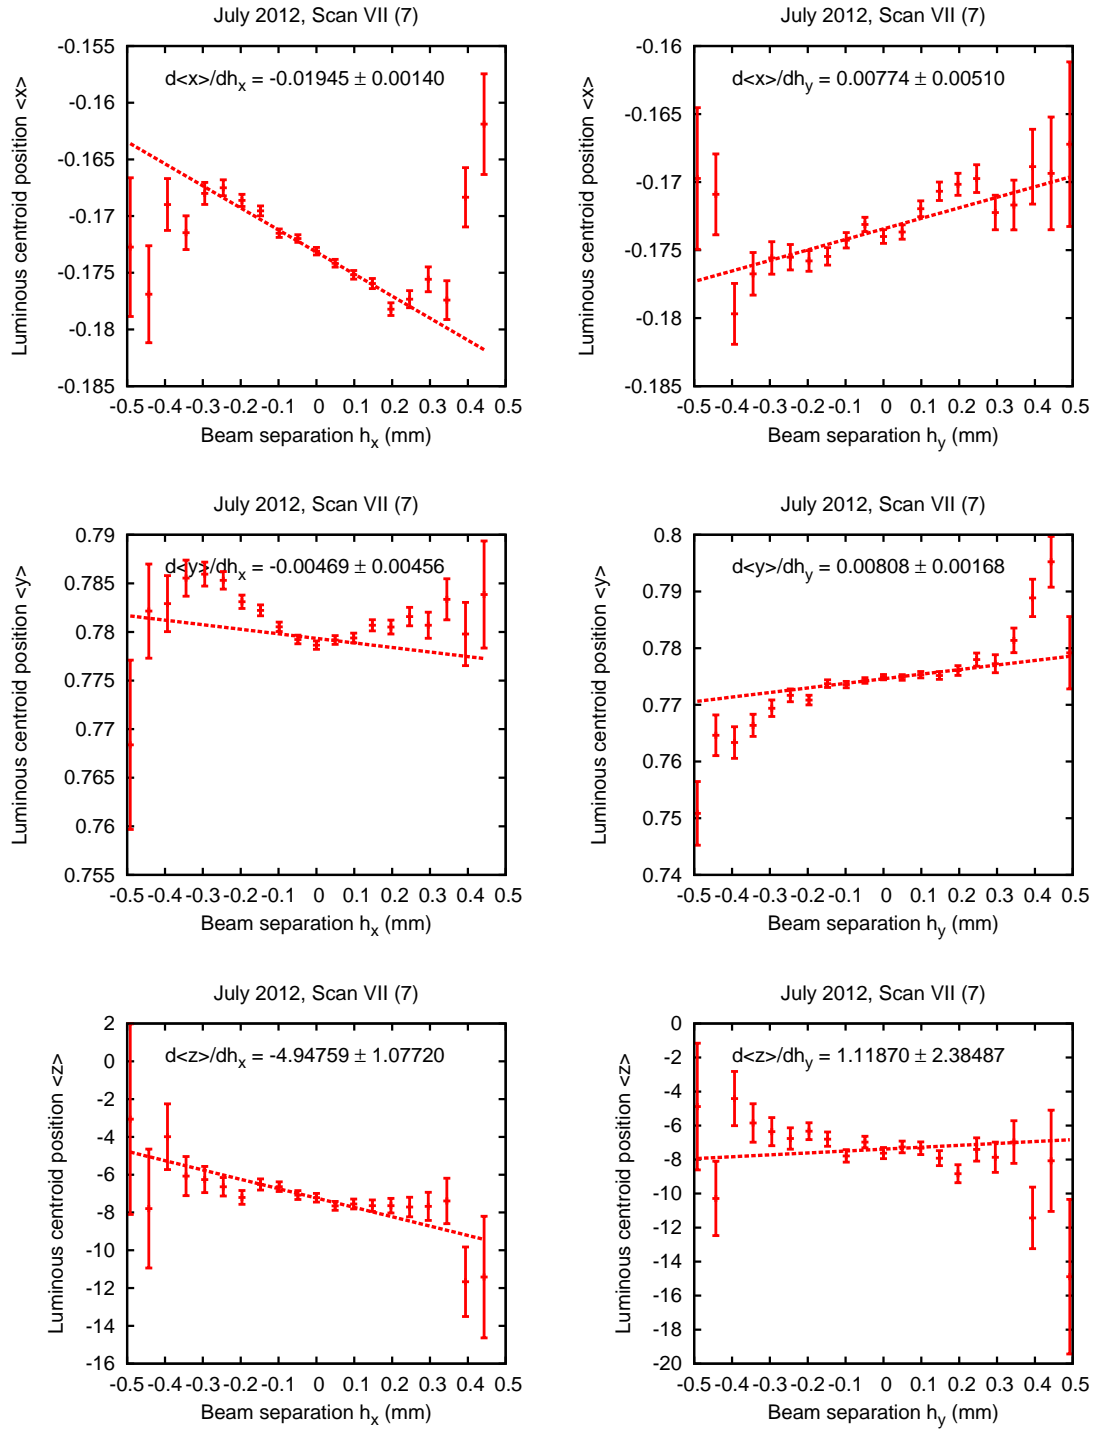 July 2012, Scan VII (7)
d<x>/dh_x = -0.01945 ± 0.00140
Luminous centroid position <x>
-0.155
-0.16
-0.165
-0.17
-0.175
-0.18
-0.185
-0.5 -0.4 -0.3 -0.2 -0.1 0 0.1 0.2 0.3 0.4 0.5
Beam separation h_x (mm)
July 2012, Scan VII (7)
d<x>/dh_y = 0.00774 ± 0.00510
Luminous centroid position <x>
-0.16
-0.165
-0.17
-0.175
-0.18
-0.185
-0.5 -0.4 -0.3 -0.2 -0.1 0 0.1 0.2 0.3 0.4 0.5
Beam separation h_y (mm)
July 2012, Scan VII (7)
d<y>/dh_x = -0.00469 ± 0.00456
Luminous centroid position <y>
0.79
0.785
0.78
0.775
0.77
0.765
0.76
0.755
-0.5 -0.4 -0.3 -0.2 -0.1 0 0.1 0.2 0.3 0.4 0.5
Beam separation h_x (mm)
July 2012, Scan VII (7)
d<y>/dh_y = 0.00808 ± 0.00168
Luminous centroid position <y>
0.8
0.79
0.78
0.77
0.76
0.75
0.74
-0.5 -0.4 -0.3 -0.2 -0.1 0 0.1 0.2 0.3 0.4 0.5
Beam separation h_y (mm)
July 2012, Scan VII (7)
d<z>/dh_x = -4.94759 ± 1.07720
Luminous centroid position <z>
2
0
-2
-4
-6
-8
-10
-12
-14
-16
-0.5 -0.4 -0.3 -0.2 -0.1 0 0.1 0.2 0.3 0.4 0.5
Beam separation h_x (mm)
July 2012, Scan VII (7)
d<z>/dh_y = 1.11870 ± 2.38487
Luminous centroid position <z>
0
-2
-4
-6
-8
-10
-12
-14
-16
-18
-20
-0.5 -0.4 -0.3 -0.2 -0.1 0 0.1 0.2 0.3 0.4 0.5
Beam separation h_y (mm)